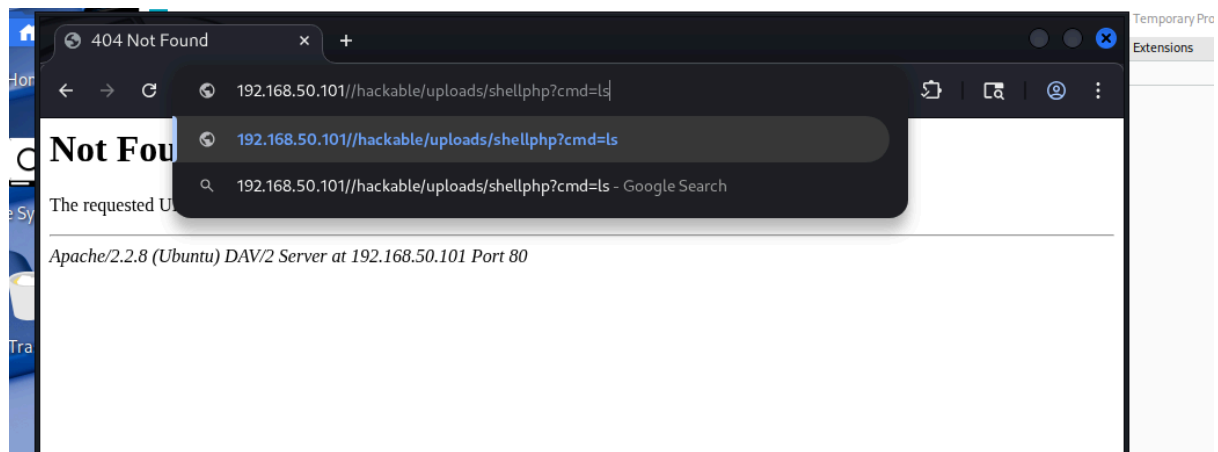 Temporary Pro
404 Not Found
Extensions
192.168.50.101//hackable/uploads/shellphp?cmd=ls
192.168.50.101//hackable/uploads/shellphp?cmd=ls
192.168.50.101//hackable/uploads/shellphp?cmd=ls - Google Search
Not Fou
The requested U
Apache/2.2.8 (Ubuntu) DAV/2 Server at 192.168.50.101 Port 80
Hor
e Sy
Tra